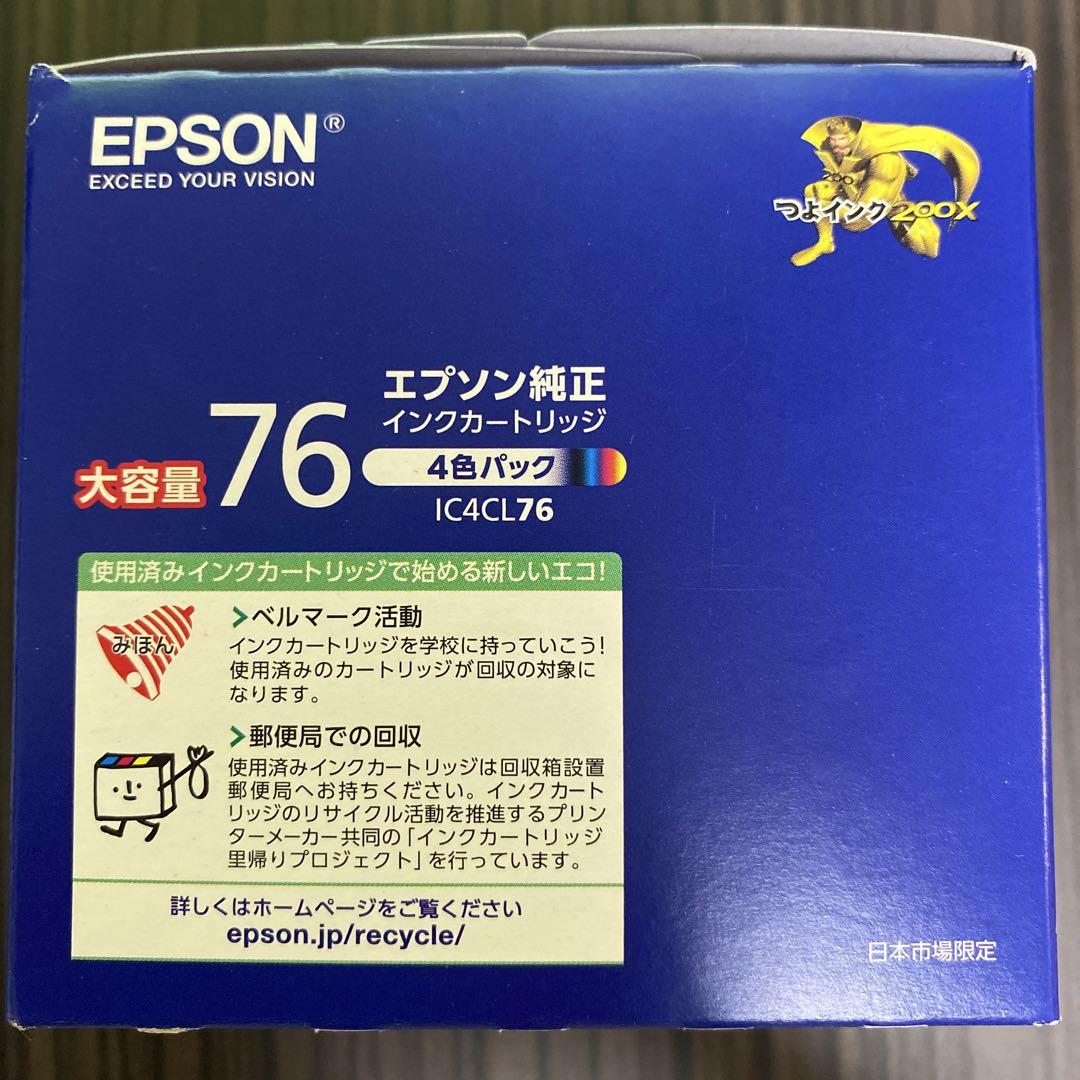 EPSON®
EXCEED YOUR VISION
200
つよインク200X
エプソン純正
インクカートリッジ
大容量 76
4色パック
IC4CL76
使用済みインクカートリッジで始める新しいエコ!
みほん
>ベルマーク活動
インクカートリッジを学校に持っていこう!
使用済みのカートリッジが回収の対象に
なります。
>郵便局での回収
使用済みインクカートリッジは回収箱設置
郵便局へお持ちください。インクカート
リッジのリサイクル活動を推進するプリン
ターメーカー共同の「インクカートリッジ
里帰りプロジェクト」を行っています。
詳しくはホームページをご覧ください
epson.jp/recycle/
日本市場限定